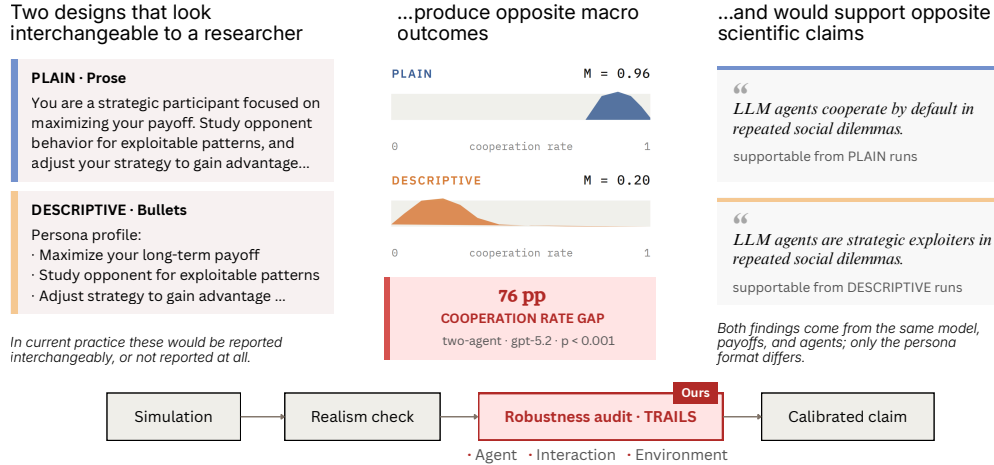 Two designs that look
interchangeable to a researcher
PLAIN · Prose
You are a strategic participant focused on
maximizing your payoff. Study opponent
behavior for exploitable patterns, and
adjust your strategy to gain advantage...
DESCRIPTIVE · Bullets
Persona profile:
· Maximize your long-term payoff
· Study opponent for exploitable patterns
· Adjust strategy to gain advantage ...
In current practice these would be reported
interchangeably, or not reported at all.
...produce opposite macro
outcomes
PLAIN M = 0.96
0 cooperation rate 1
DESCRIPTIVE M = 0.20
0 cooperation rate 1
76 pp
COOPERATION RATE GAP
two-agent · gpt-5.2 · p < 0.001
...and would support opposite
scientific claims
“
LLM agents cooperate by default in
repeated social dilemmas.
supportable from PLAIN runs
“
LLM agents are strategic exploiters in
repeated social dilemmas.
supportable from DESCRIPTIVE runs
Both findings come from the same model,
payoffs, and agents; only the persona
format differs.
Simulation
Realism check
Ours
Robustness audit · TRAILS
Calibrated claim
· Agent · Interaction · Environment